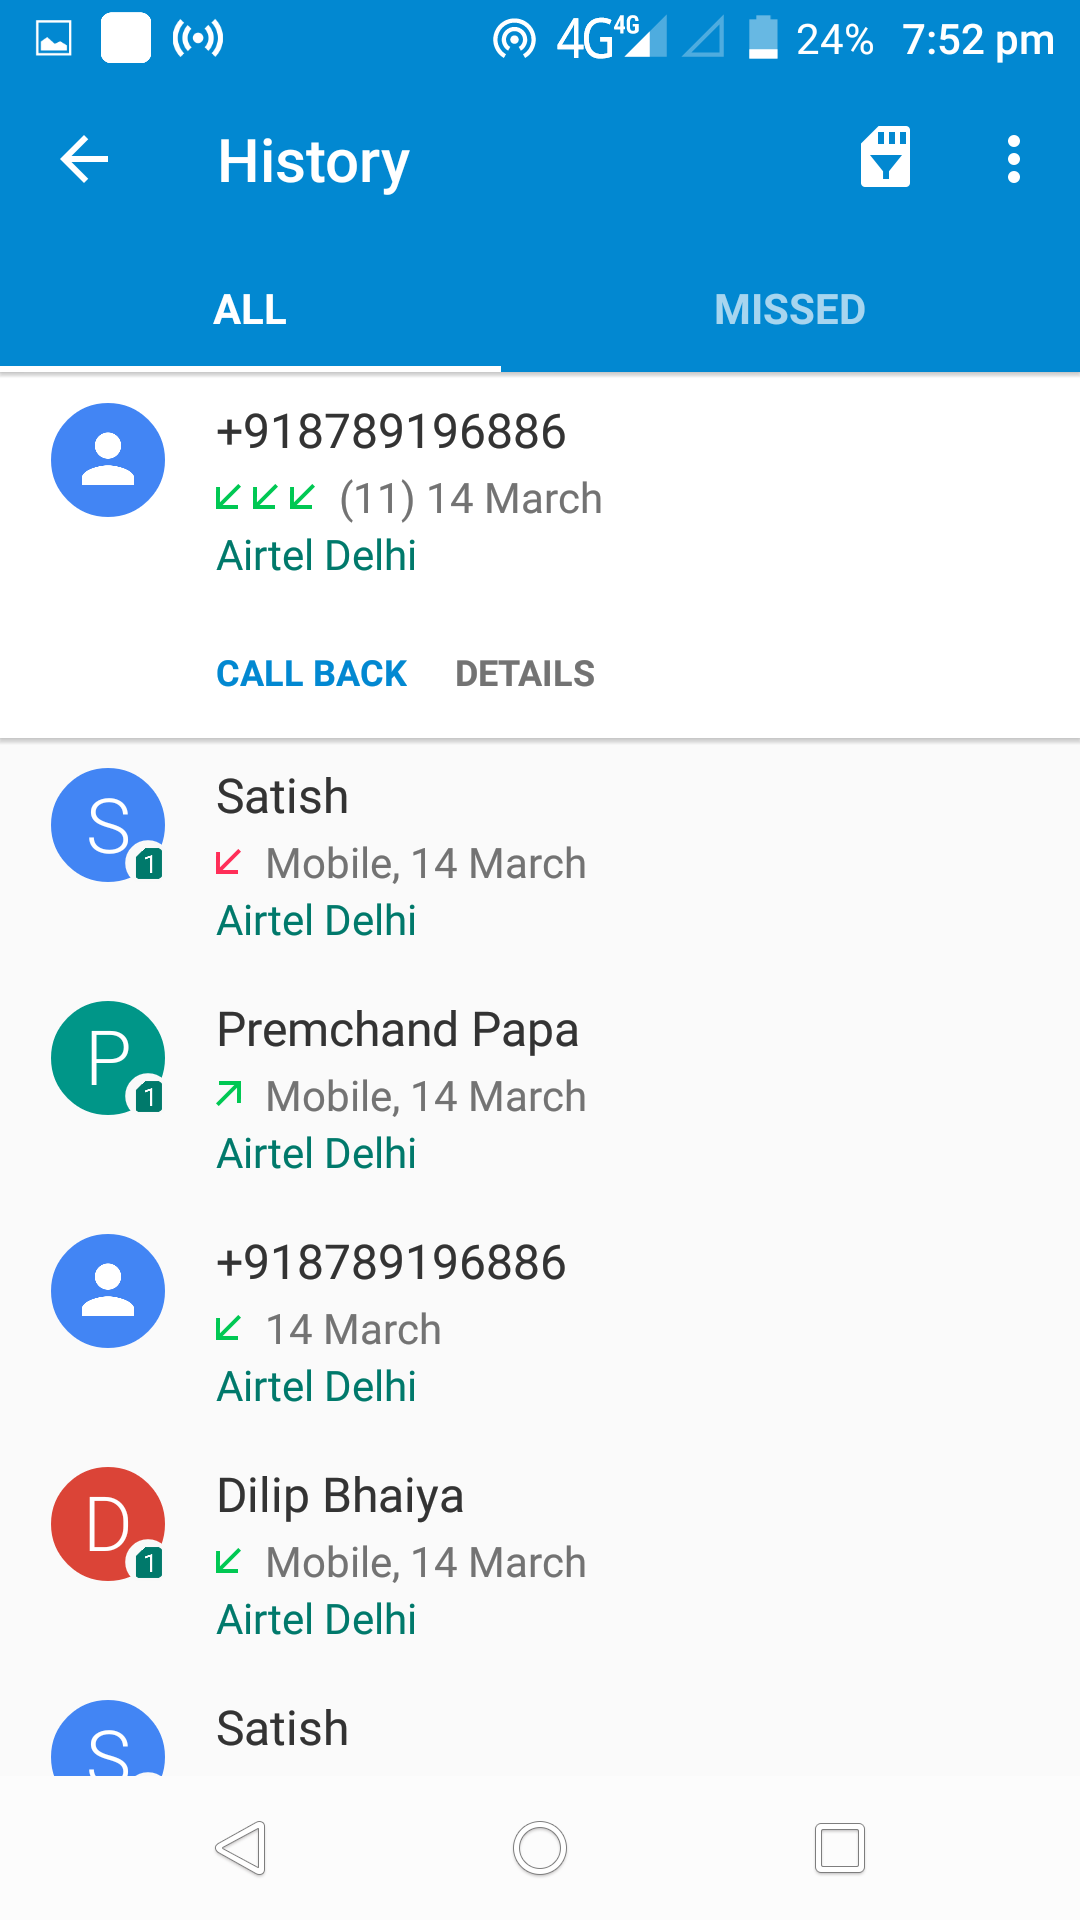 4G 4G 24% 7:52 pm
History
ALL MISSED
+918789196886
(11) 14 March
Airtel Delhi
CALL BACK DETAILS
S 1
Satish
Mobile, 14 March
Airtel Delhi
P 1
Premchand Papa
Mobile, 14 March
Airtel Delhi
+918789196886
14 March
Airtel Delhi
D 1
Dilip Bhaiya
Mobile, 14 March
Airtel Delhi
S
Satish